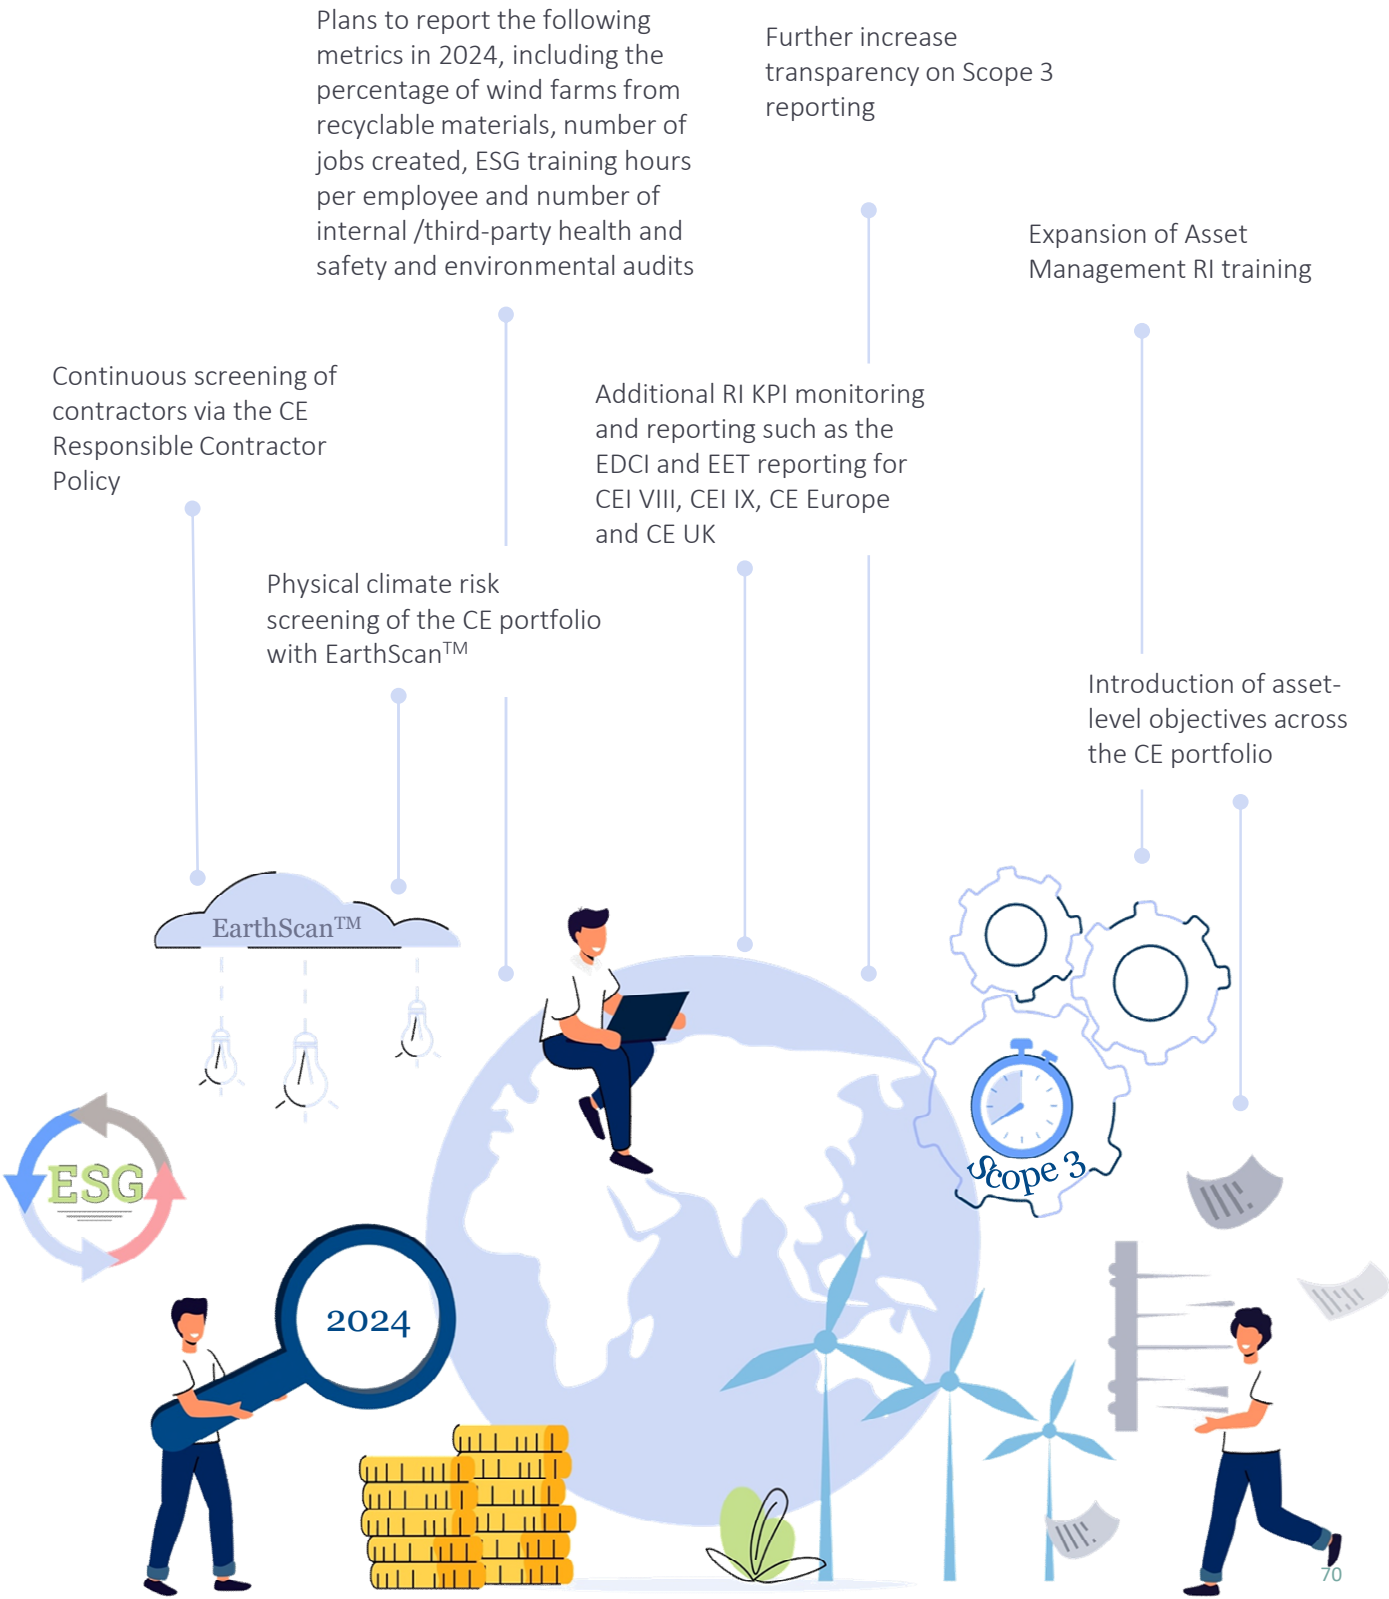 Plans to report the following
metrics in 2024, including the
percentage of wind farms from
recyclable materials, number of
jobs created, ESG training hours
per employee and number of
internal /third-party health and
safety and environmental audits
Further increase
transparency on Scope 3
reporting
Expansion of Asset
Management RI training
Continuous screening of
contractors via the CE
Responsible Contractor
Policy
Additional RI KPI monitoring
and reporting such as the
EDCI and EET reporting for
CEI VIII, CEI IX, CE Europe
and CE UK
Physical climate risk
screening of the CE portfolio
with EarthScan™
Introduction of asset-
level objectives across
the CE portfolio
EarthScan™
Scope 3
ESG
2024
70